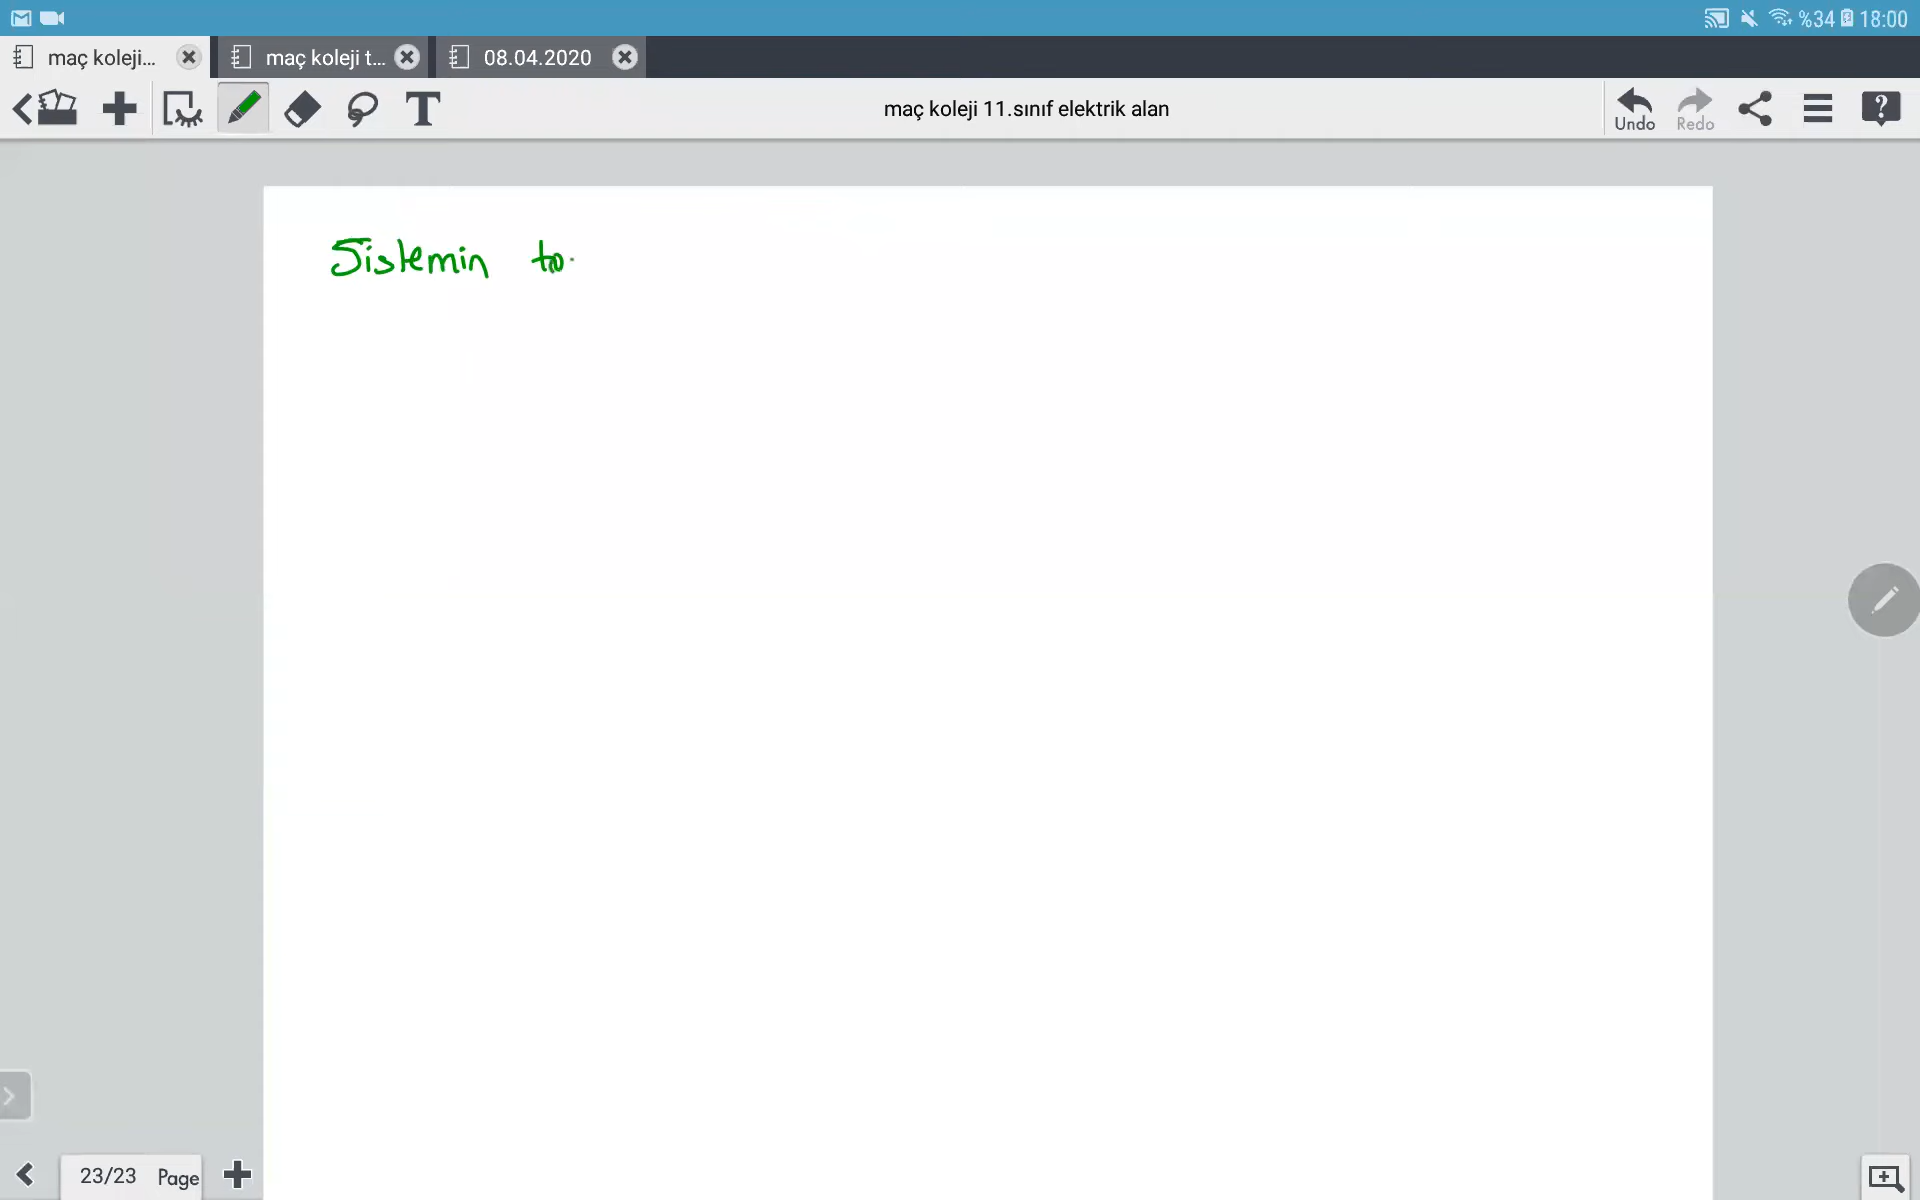 %34 18:00
maç koleji... maç koleji t... 08.04.2020
T maç koleji 11.sınıf elektrik alan Undo Redo ?
Sistemin to
23/23 Page